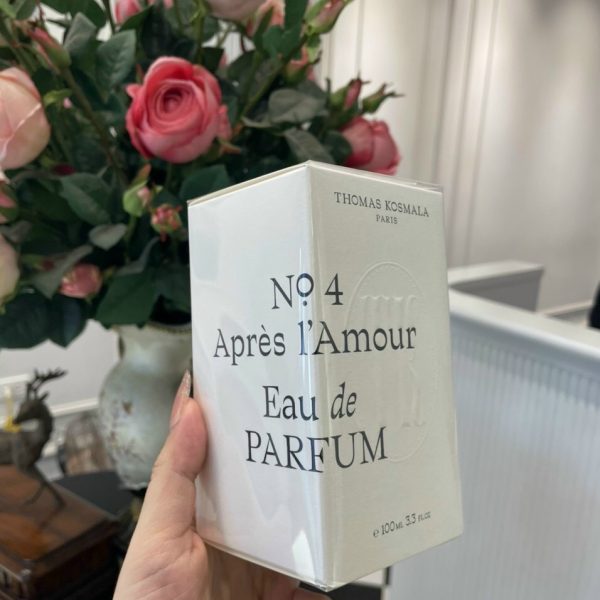 THOMAS KOSMALA
PARIS
Nº 4
Après l'Amour
Eau de
PARFUM
e 100ML 3.3 FL.OZ